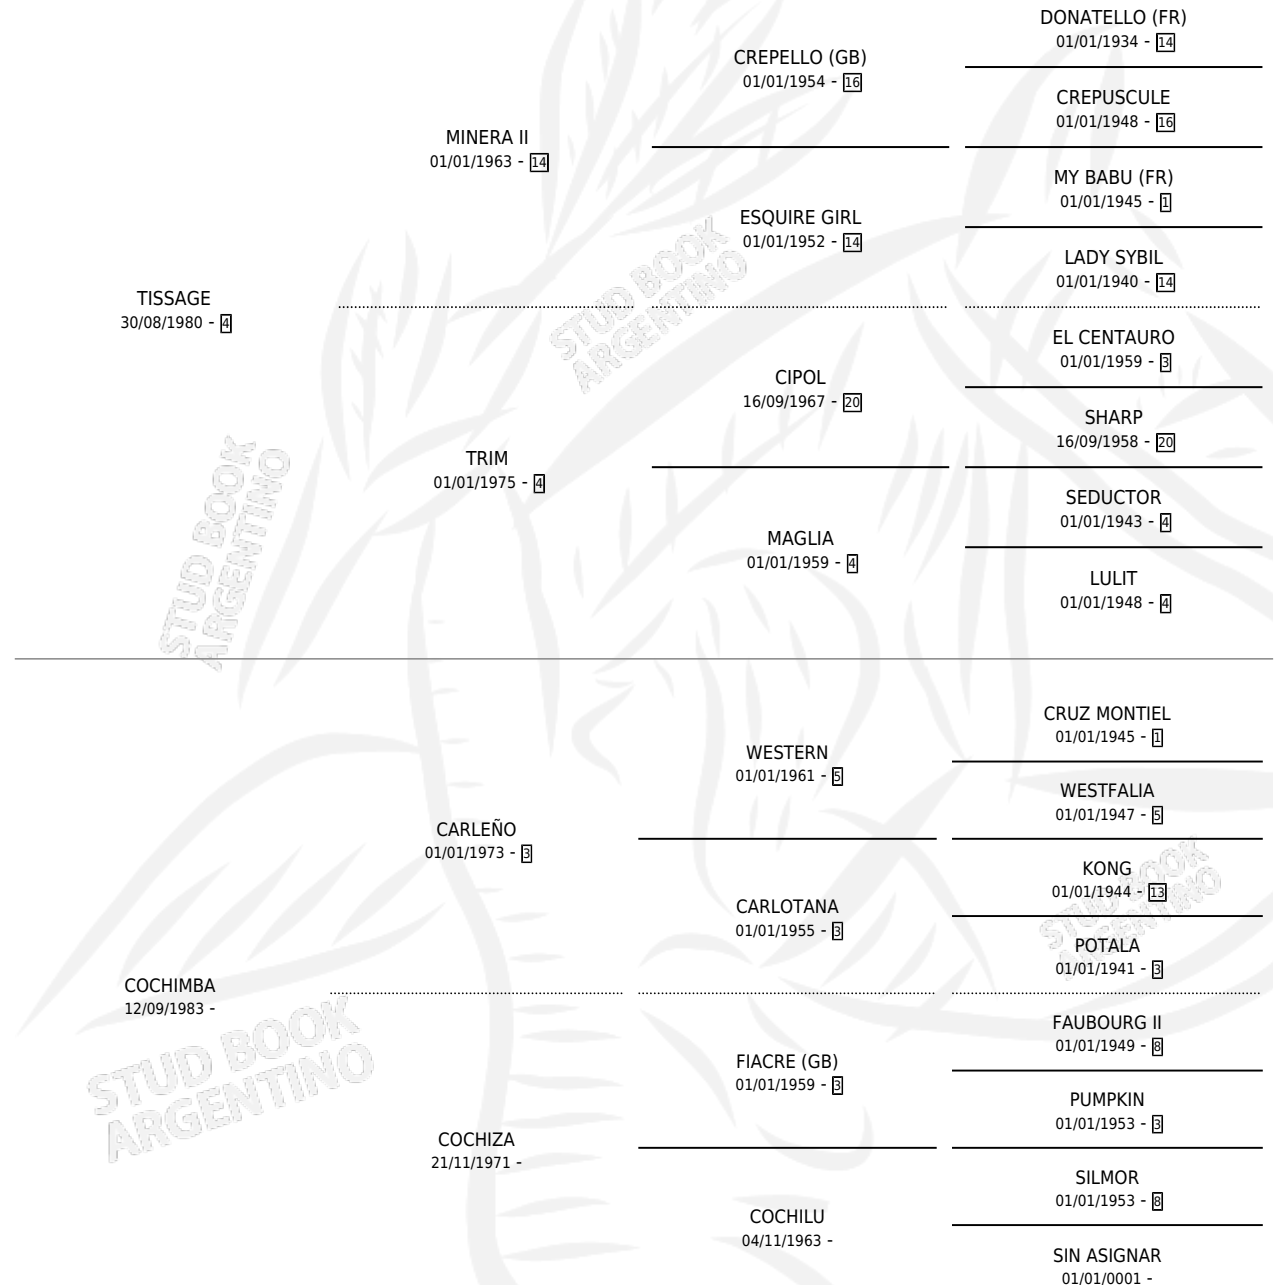 TISSAGE
30/08/1980 - 4
MINERA II
01/01/1963 - 14
TRIM
01/01/1975 - 4
CREPELLO (GB)
01/01/1954 - 16
ESQUIRE GIRL
01/01/1952 - 14
CIPOL
16/09/1967 - 20
MAGLIA
01/01/1959 - 4
DONATELLO (FR)
01/01/1934 - 14
CREPUSCULE
01/01/1948 - 16
MY BABU (FR)
01/01/1945 - 1
LADY SYBIL
01/01/1940 - 14
EL CENTAURO
01/01/1959 - 3
SHARP
16/09/1958 - 20
SEDUCTOR
01/01/1943 - 4
LULIT
01/01/1948 - 4
COCHIMBA
12/09/1983 -
CARLEÑO
01/01/1973 - 3
COCHIZA
21/11/1971 -
WESTERN
01/01/1961 - 5
CARLOTANA
01/01/1955 - 3
FIACRE (GB)
01/01/1959 - 3
COCHILU
04/11/1963 -
CRUZ MONTIEL
01/01/1945 - 1
WESTFALIA
01/01/1947 - 5
KONG
01/01/1944 - 13
POTALA
01/01/1941 - 3
FAUBOURG II
01/01/1949 - 8
PUMPKIN
01/01/1953 - 3
SILMOR
01/01/1953 - 8
SIN ASIGNAR
01/01/0001 -
STUD BOOK
ARGENTINO
STUD BOOK
ARGENTINO
STUD BOOK
ARGENTINO
STUD BOOK
ARGENTINO